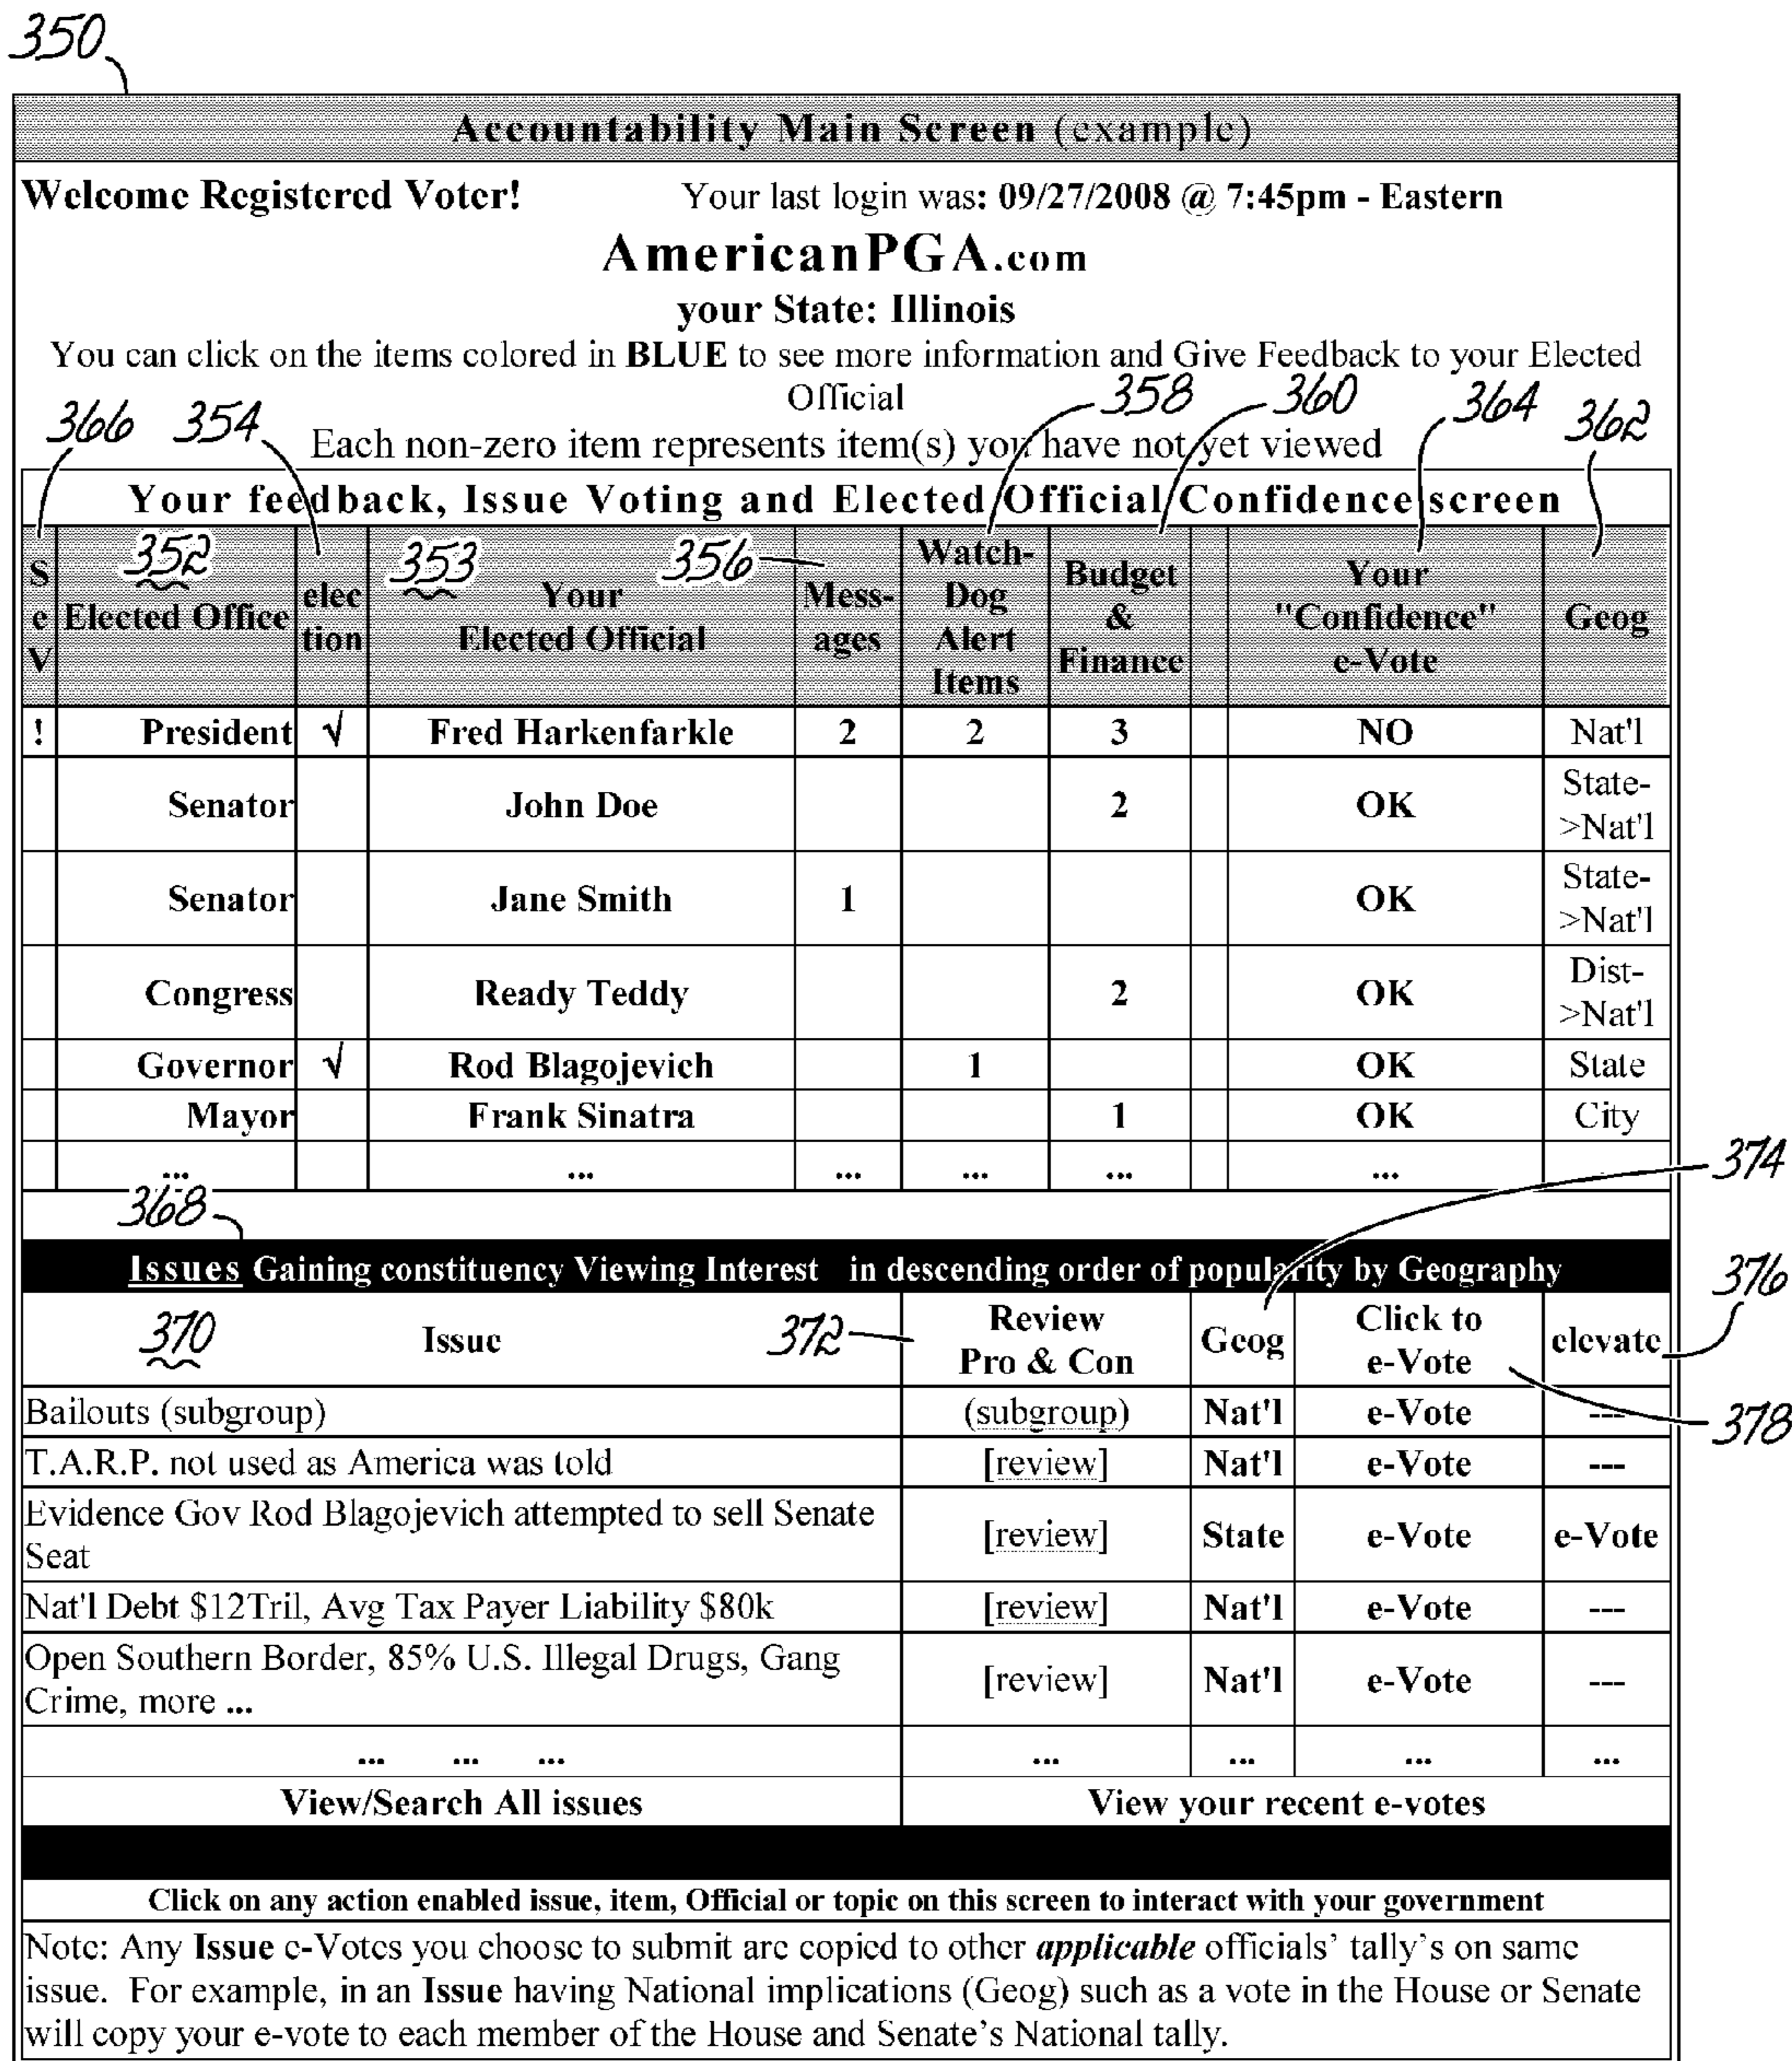 350
Accountability Main Screen (example)
Welcome Registered Voter! Your last login was: 09/27/2008 @ 7:45pm - Eastern
AmericanPGA.com
your State: Illinois
You can click on the items colored in BLUE to see more information and Give Feedback to your Elected
Official
358 360 364 362
366 354
Each non-zero item represents item(s) you have not yet viewed
Your feedback, Issue Voting and Elected Official Confidence screen
SeV 352 Elected Office election 353 Your Elected Official 356 Mess-ages Watch-Dog Alert Items Budget & Finance Your "Confidence" e-Vote Geog
! President √ Fred Harkenfarkle 2 2 3 NO Nat'l
Senator John Doe 2 OK State->Nat'l
Senator Jane Smith 1 OK State->Nat'l
Congress Ready Teddy 2 OK Dist->Nat'l
Governor √ Rod Blagojevich 1 OK State
Mayor Frank Sinatra 1 OK City
... ... ... ... ... ...
374
368
Issues Gaining constituency Viewing Interest in descending order of popularity by Geography
376
370 Issue 372 Review Pro & Con Geog Click to e-Vote elevate
Bailouts (subgroup) (subgroup) Nat'l e-Vote ---
378
T.A.R.P. not used as America was told [review] Nat'l e-Vote ---
Evidence Gov Rod Blagojevich attempted to sell Senate
Seat [review] State e-Vote e-Vote
Nat'l Debt $12Tril, Avg Tax Payer Liability $80k [review] Nat'l e-Vote ---
Open Southern Border, 85% U.S. Illegal Drugs, Gang
Crime, more ... [review] Nat'l e-Vote ---
... ... ... ... ... ... ...
View/Search All issues View your recent e-votes
Click on any action enabled issue, item, Official or topic on this screen to interact with your government
Note: Any Issue e-Votes you choose to submit are copied to other applicable officials' tally's on same
issue. For example, in an Issue having National implications (Geog) such as a vote in the House or Senate
will copy your e-vote to each member of the House and Senate's National tally.